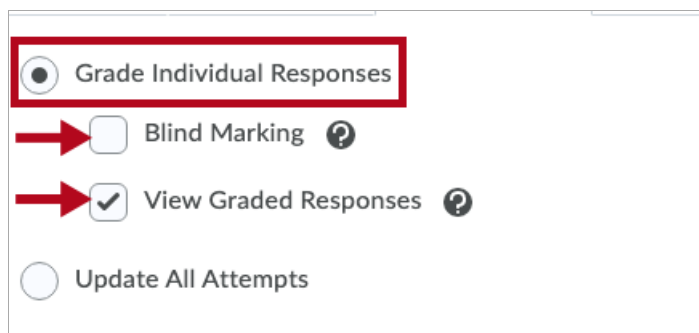 Grade Individual Responses
Blind Marking ?
View Graded Responses ?
Update All Attempts